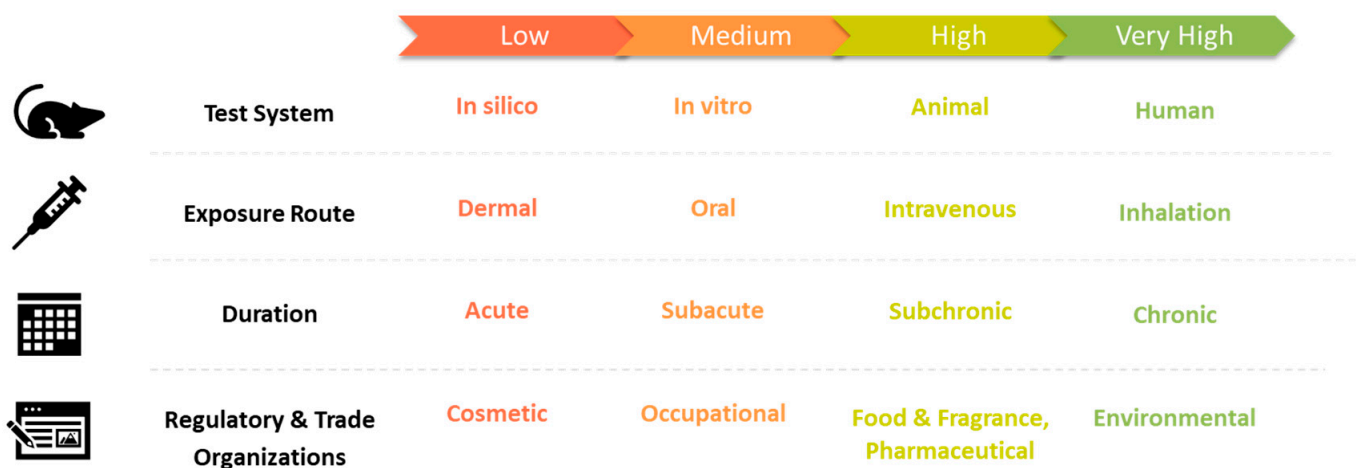 Low Medium High Very High
Test System In silico In vitro Animal Human
Exposure Route Dermal Oral Intravenous Inhalation
Duration Acute Subacute Subchronic Chronic
Regulatory & Trade Cosmetic Occupational Food & Fragrance, Environmental
Organizations Pharmaceutical